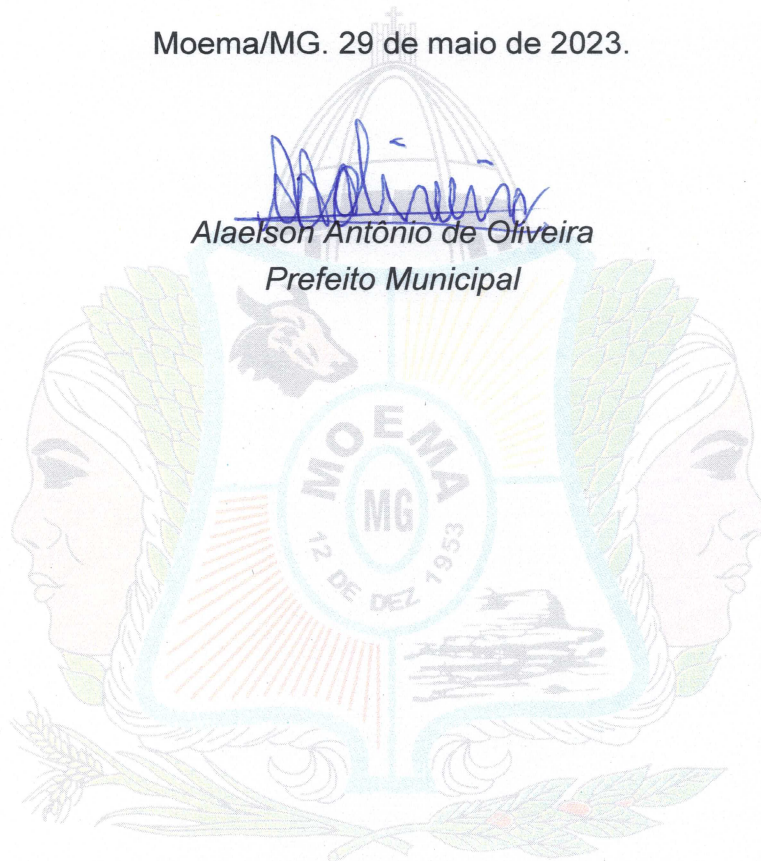 Moema/MG. 29 de maio de 2023.
Alaelson Antônio de Oliveira
Prefeito Municipal
MOEMA
MG
12 DE DEZ 1953